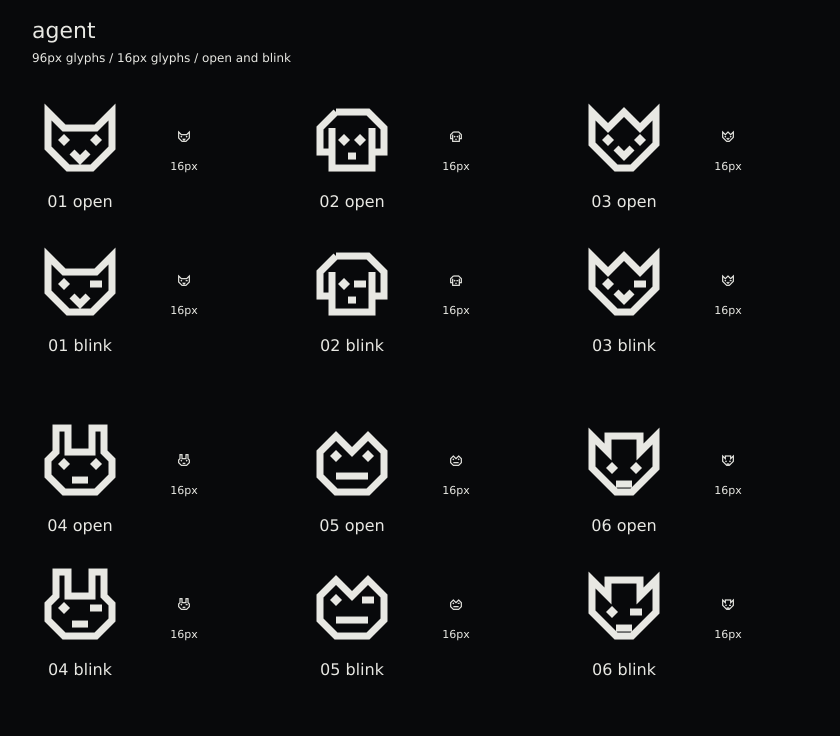 agent
96px glyphs / 16px glyphs / open and blink
16px 16px 16px
01 open 02 open 03 open
16px 16px 16px
01 blink 02 blink 03 blink
16px 16px 16px
04 open 05 open 06 open
16px 16px 16px
04 blink 05 blink 06 blink